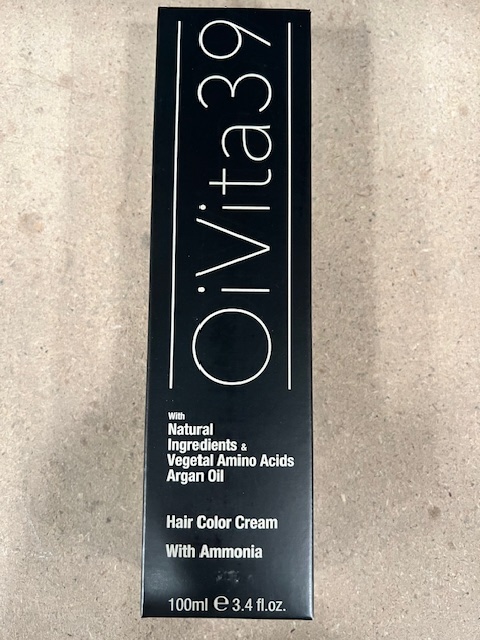 OiVita39
With
Natural
Ingredients &
Vegetal Amino Acids
Argan Oil
Hair Color Cream
With Ammonia
100ml ℮ 3.4 fl.oz.